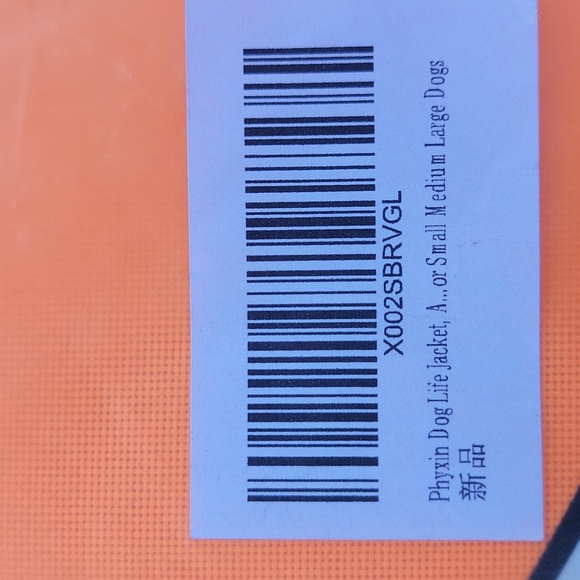 X002SBRVGL
Phyxin Dog Life Jacket, A...or Small Medium Large Dogs
新品